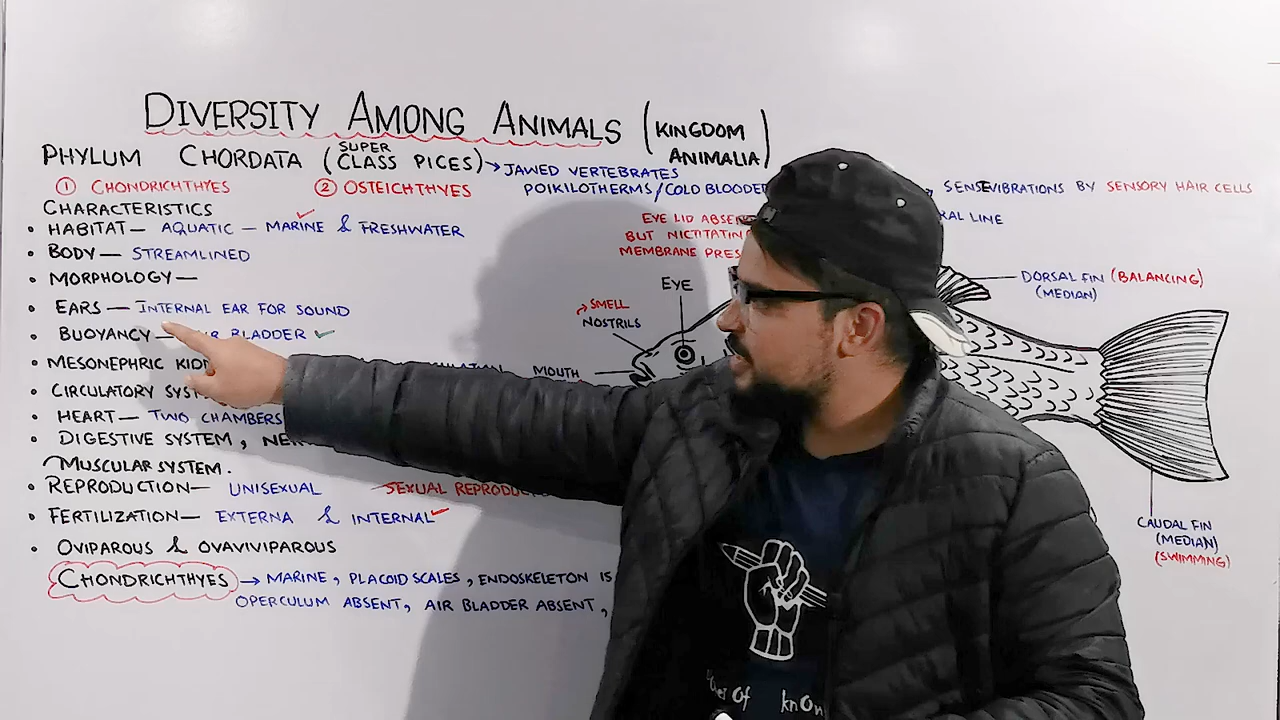 DIVERSITY AMONG ANIMALS (KINGDOM ANIMALIA)
PHYLUM CHORDATA (SUPER CLASS PICES) → JAWED VERTEBRATES
① CHONDRICHTHYES ② OSTEICHTHYES
POIKILOTHERMS/COLD BLOODED
SENSE VIBRATIONS BY SENSORY HAIR CELLS
LINE
CHARACTERISTICS
• HABITAT — AQUATIC — MARINE & FRESHWATER
• BODY — STREAMLINED
• MORPHOLOGY —
• EARS — INTERNAL EAR FOR SOUND
• BUOYANCY — BLADDER
• MESONEPHRIC
• CIRCULATORY
• HEART — TWO CHAMBERS
• DIGESTIVE SYSTEM,
MUSCULAR SYSTEM.
• REPRODUCTION — UNISEXUAL SEXUAL
• FERTILIZATION — EXTERNA & INTERNAL
• OVIPAROUS & OVAVIVIPAROUS
CHONDRICHTHYES → MARINE, PLACOID SCALES, ENDOSKELETON IS
OPERCULUM ABSENT, AIR BLADDER ABSENT,
EYE LID
BUT NICTITATING
MEMBRANE
EYE
SMELL
NOSTRILS
MOUTH
DORSAL FIN (BALANCING)
(MEDIAN)
CAUDAL FIN
(MEDIAN)
(SWIMMING)
of